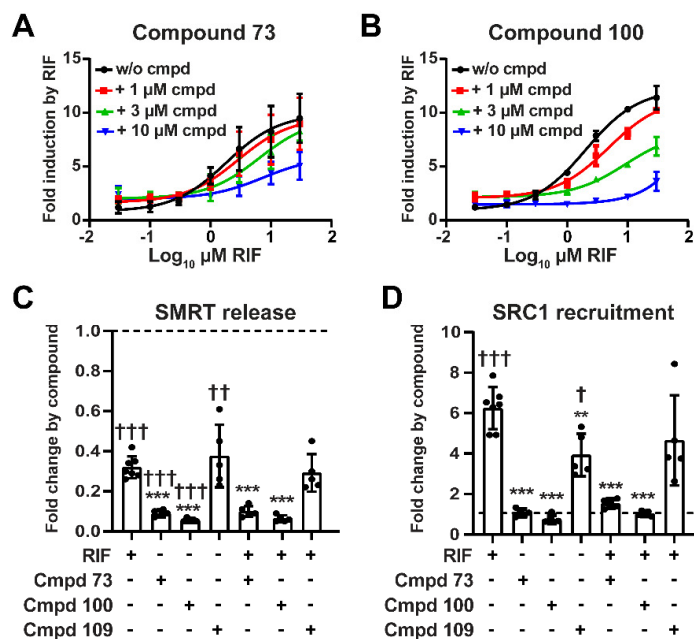 A
Compound 73
Fold induction by RIF
15
10
5
0
w/o cmpd
+ 1 µM cmpd
+ 3 µM cmpd
+ 10 µM cmpd
-2 -1 0 1 2
Log10 µM RIF
B
Compound 100
Fold induction by RIF
15
10
5
0
w/o cmpd
+ 1 µM cmpd
+ 3 µM cmpd
+ 10 µM cmpd
-2 -1 0 1 2
Log10 µM RIF
C
SMRT release
Fold change by compound
1.0
0.8
0.6
0.4
0.2
0.0
†††
†††
***
†††
***
††
***
***
RIF + - - - + + +
Cmpd 73 - + - - + - -
Cmpd 100 - - + - - + -
Cmpd 109 - - - + - - +
D
SRC1 recruitment
Fold change by compound
10
8
6
4
2
0
†††
***
***
†
**
***
***
RIF + - - - + + +
Cmpd 73 - + - - + - -
Cmpd 100 - - + - - + -
Cmpd 109 - - - + - - +